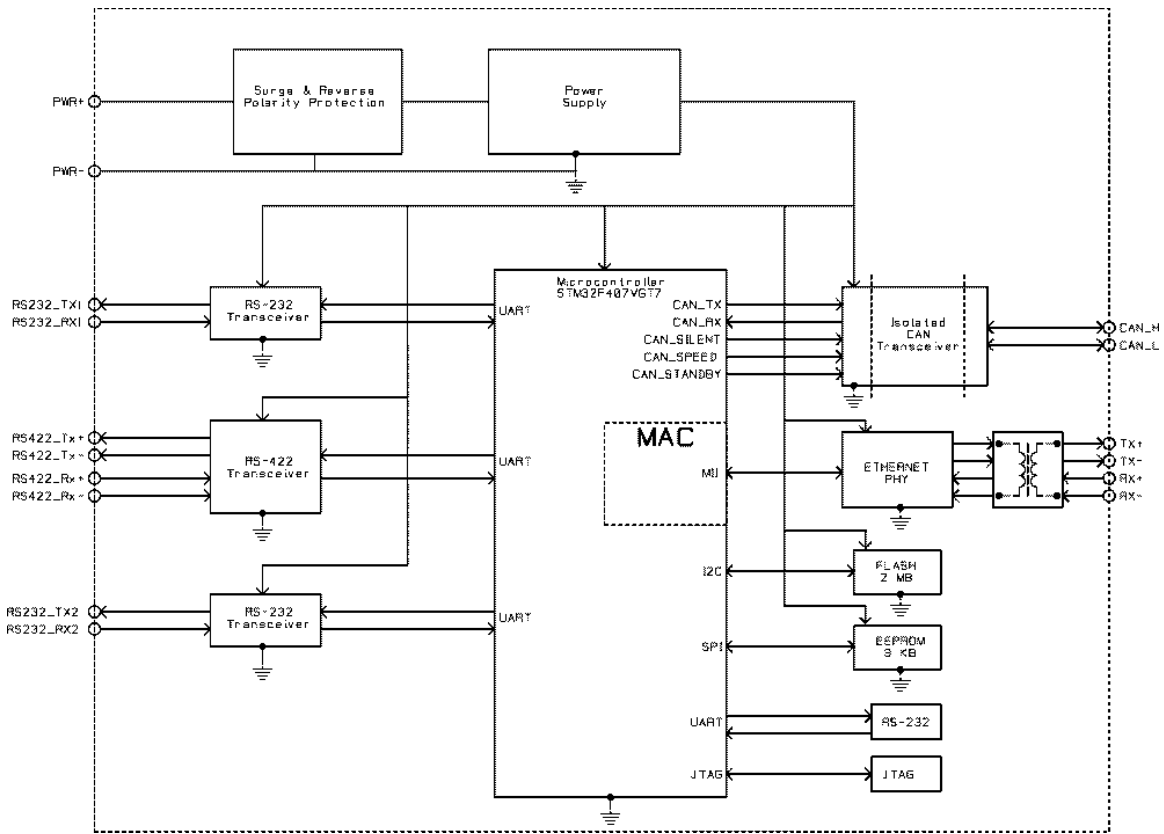 Surge & Reverse
Polarity Protection
Power
Supply
PWR+
PWR-
Microcontroller
STM32F407VGT7
RS232_TX1
RS232_RX1
RS-232
Transceiver
UART
CAN_TX
CAN_RX
CAN_SILENT
CAN_SPEED
CAN_STANDBY
Isolated
CAN
Transceiver
CAN_H
CAN_L
RS422_Tx+
RS422_Tx-
RS422_Rx+
RS422_Rx-
RS-422
Transceiver
UART
MAC
MII
ETHERNET
PHY
TX+
TX-
RX+
RX-
I2C
FLASH
2 MB
RS232_TX2
RS232_RX2
RS-232
Transceiver
UART
SPI
EEPROM
KB
UART
RS-232
JTAG
JTAG